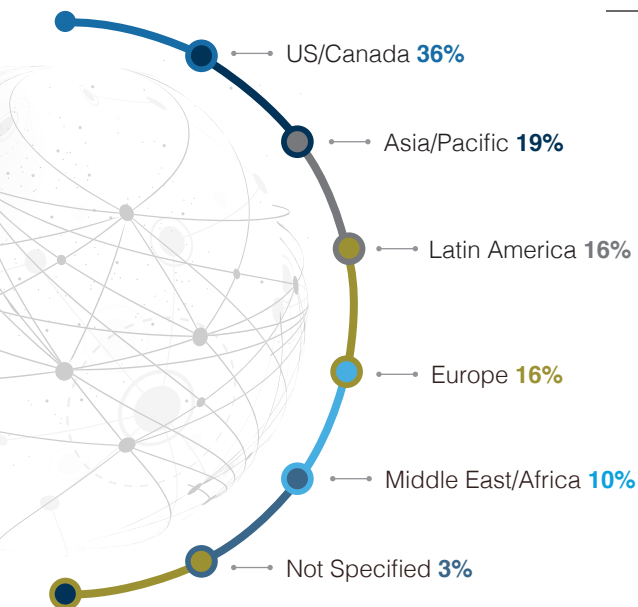 US/Canada 36%
Asia/Pacific 19%
Latin America 16%
Europe 16%
Middle East/Africa 10%
Not Specified 3%